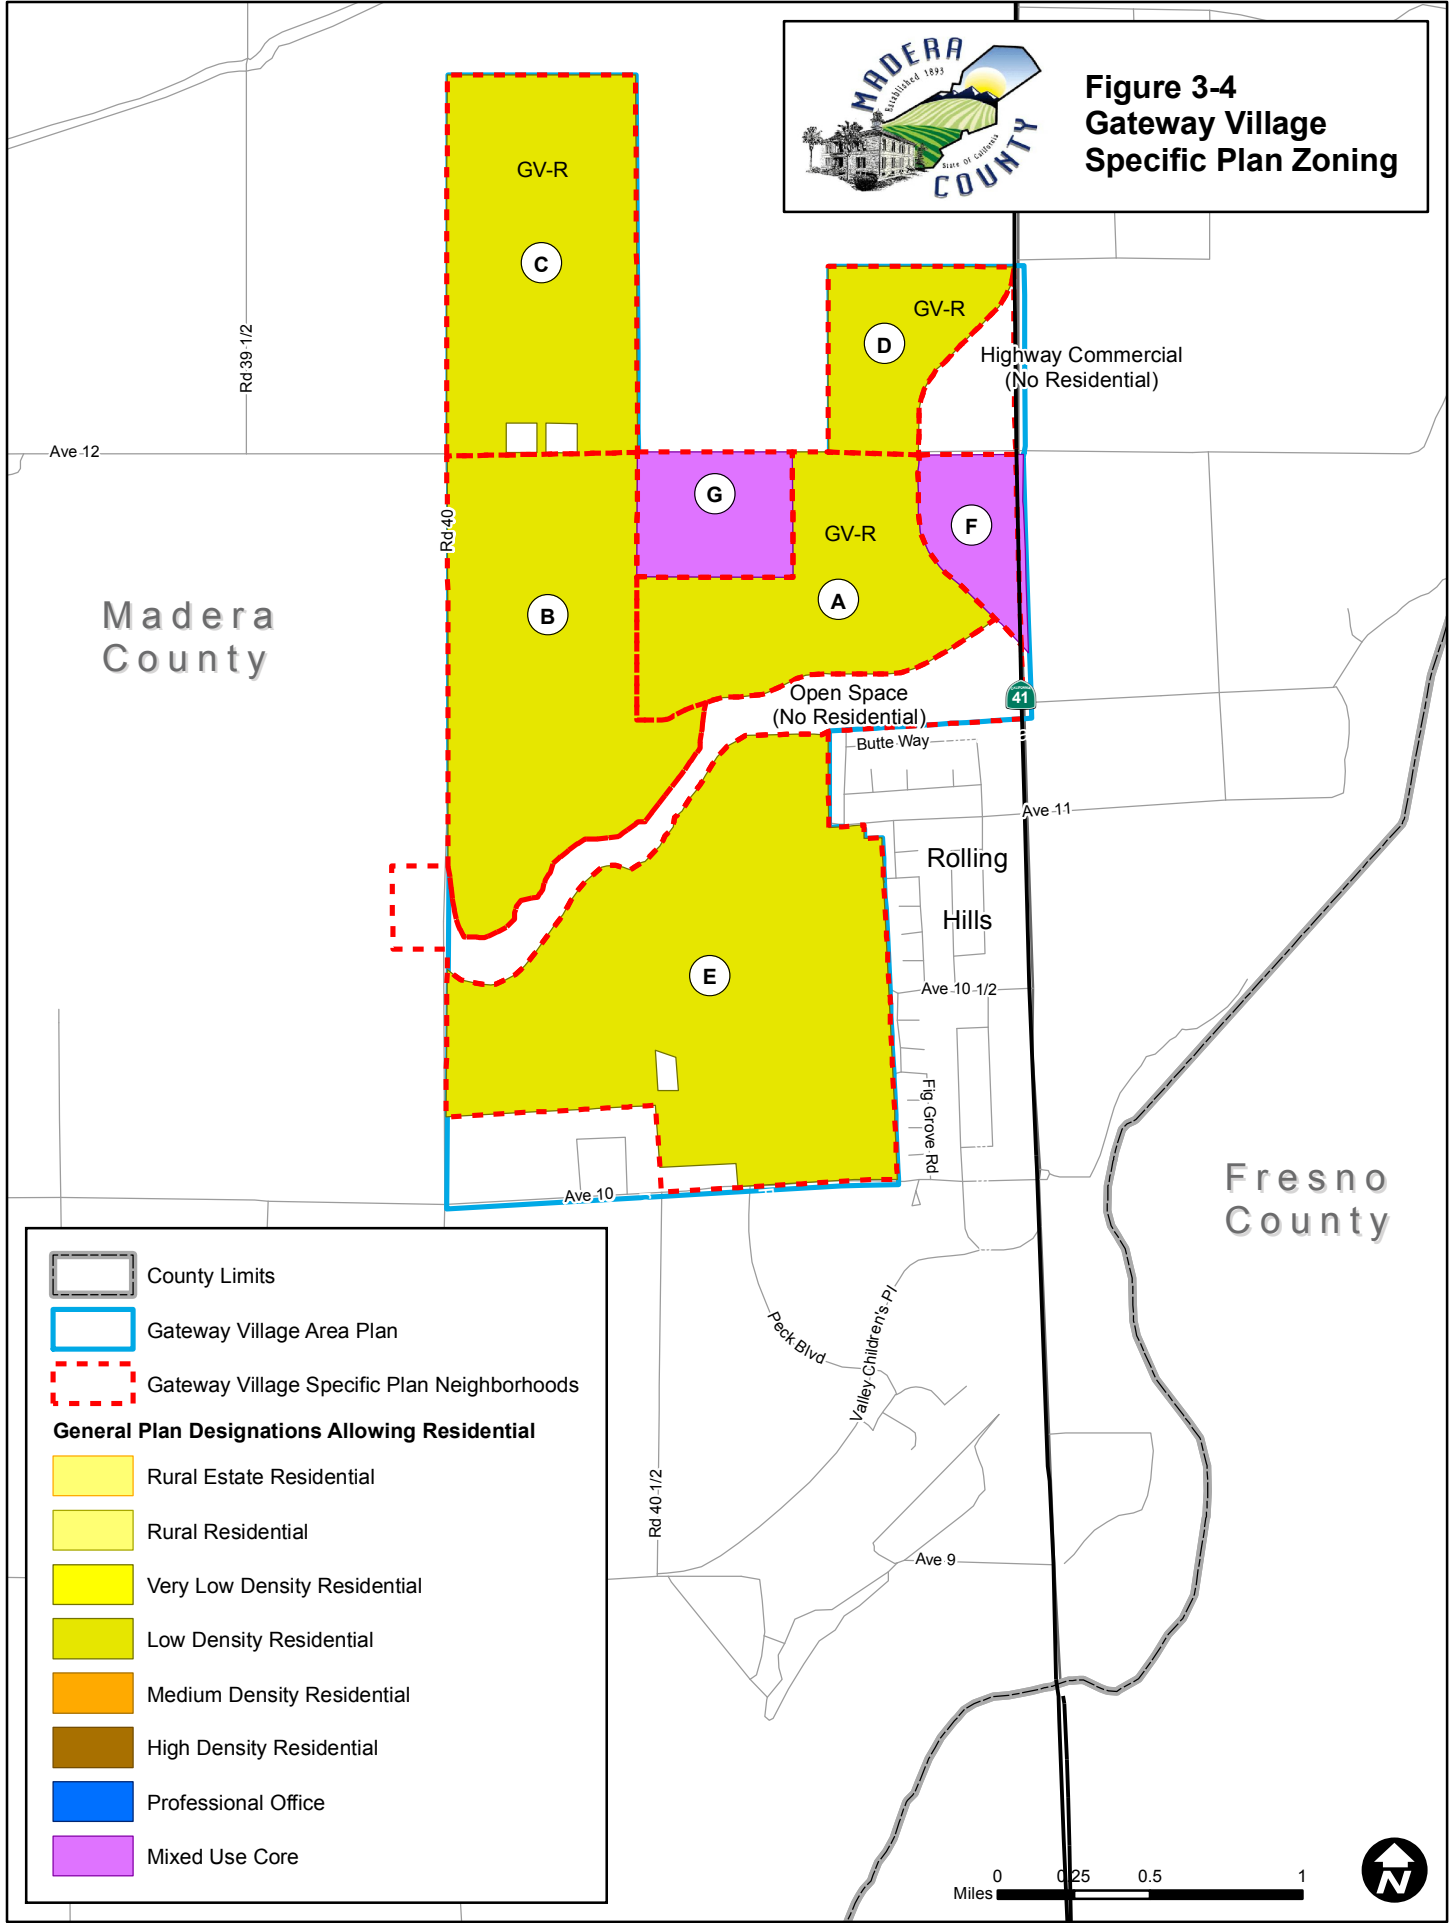 MADERA
Established 1893
State Of California
COUNTY
Figure 3-4
Gateway Village
Specific Plan Zoning
GV-R
C
GV-R
D
Highway Commercial
(No Residential)
Rd 39 1/2
Ave 12
G
F
GV-R
Rd 40
A
B
Madera
County
Open Space
(No Residential)
CALIFORNIA
41
Butte Way
Ave 11
Rolling
Hills
E
Ave 10 1/2
Fig Grove Rd
Fresno
County
Ave 10
Peck Blvd
Valley Children's Pl
Rd 40 1/2
Ave 9
County Limits
Gateway Village Area Plan
Gateway Village Specific Plan Neighborhoods
General Plan Designations Allowing Residential
Rural Estate Residential
Rural Residential
Very Low Density Residential
Low Density Residential
Medium Density Residential
High Density Residential
Professional Office
Mixed Use Core
0 0.25 0.5 1
Miles
N